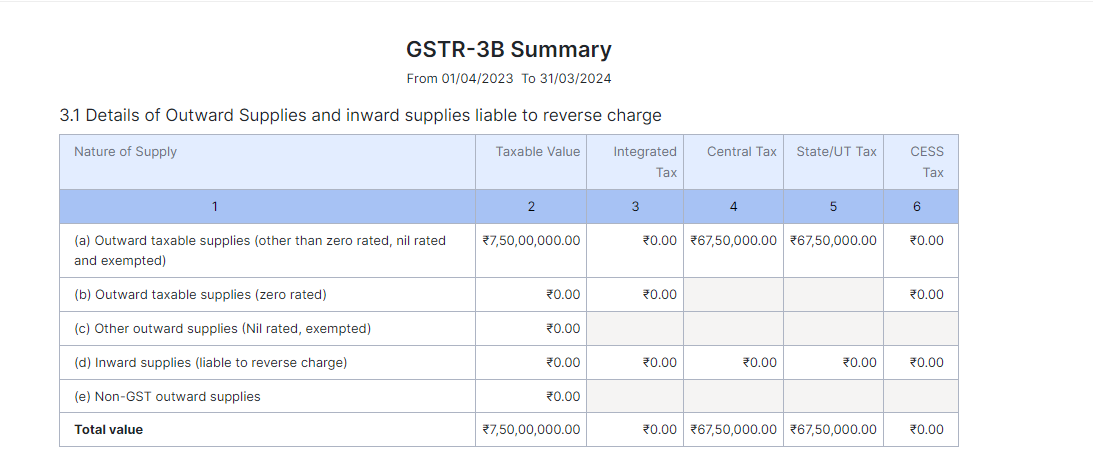 GSTR-3B Summary
From 01/04/2023 To 31/03/2024
3.1 Details of Outward Supplies and inward supplies liable to reverse charge
Nature of Supply Taxable Value Integrated Tax Central Tax State/UT Tax CESS Tax
1 2 3 4 5 6
(a) Outward taxable supplies (other than zero rated, nil rated and exempted) ₹7,50,00,000.00 ₹0.00 ₹67,50,000.00 ₹67,50,000.00 ₹0.00
(b) Outward taxable supplies (zero rated) ₹0.00 ₹0.00 ₹0.00
(c) Other outward supplies (Nil rated, exempted) ₹0.00
(d) Inward supplies (liable to reverse charge) ₹0.00 ₹0.00 ₹0.00 ₹0.00 ₹0.00
(e) Non-GST outward supplies ₹0.00
Total value ₹7,50,00,000.00 ₹0.00 ₹67,50,000.00 ₹67,50,000.00 ₹0.00